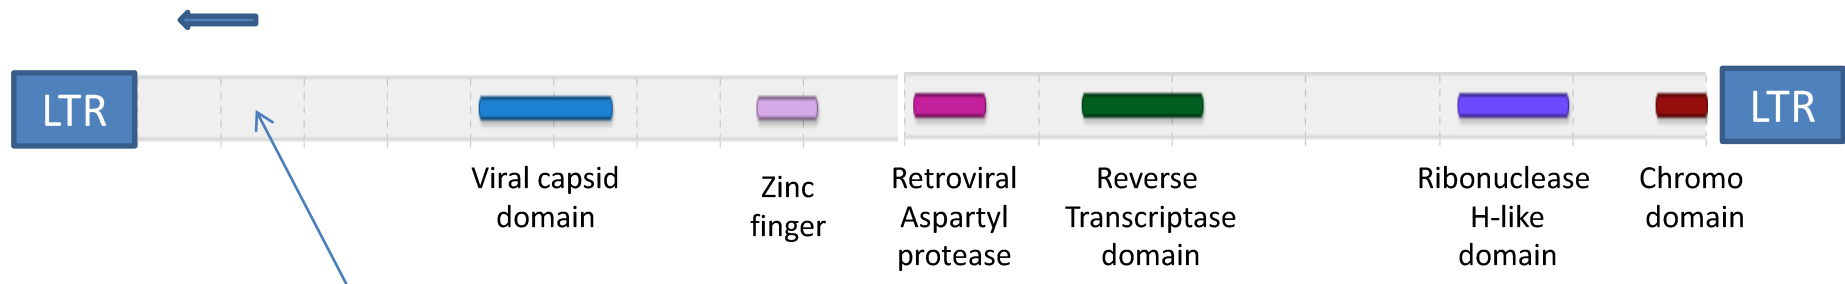 LTR
LTR
Viral capsid
domain
Zinc
finger
Retroviral
Aspartyl
protease
Reverse
Transcriptase
domain
Ribonuclease
H-like
domain
Chromo
domain